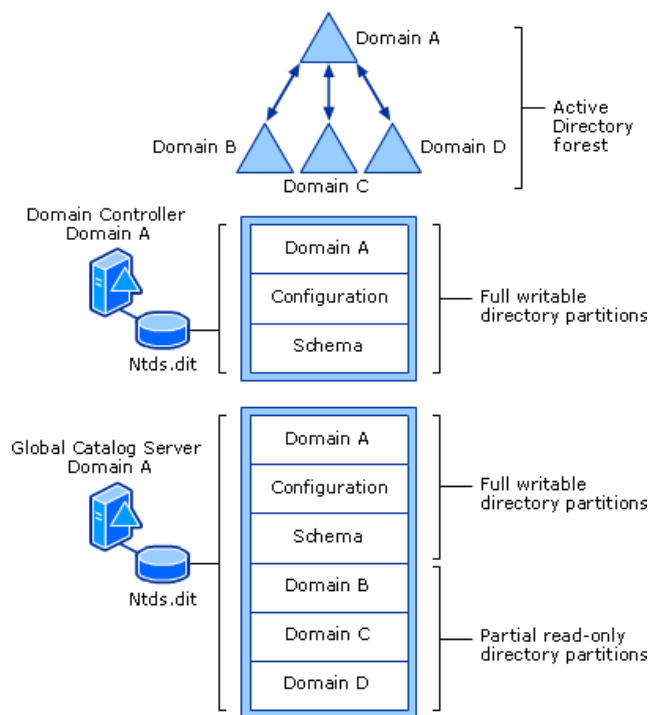 Domain A
Domain B
Domain D
Domain C
Active
Directory
forest
Domain Controller
Domain A
Ntds.dit
Domain A
Configuration
Schema
Full writable
directory partitions
Global Catalog Server
Domain A
Ntds.dit
Domain A
Configuration
Schema
Domain B
Domain C
Domain D
Full writable
directory partitions
Partial read-only
directory partitions